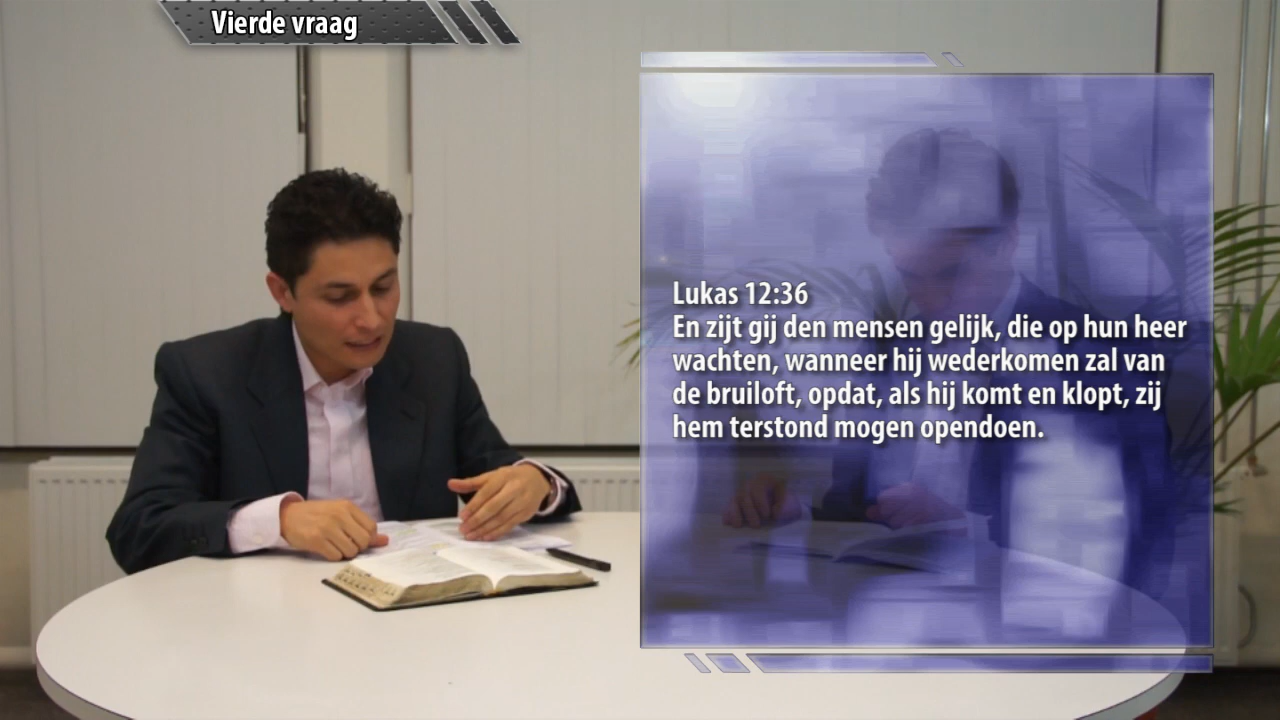 Vierde vraag
Lukas 12:36
En zijt gij den mensen gelijk, die op hun heer
wachten, wanneer hij wederkomen zal van
de bruiloft, opdat, als hij komt en klopt, zij
hem terstond mogen opendoen.